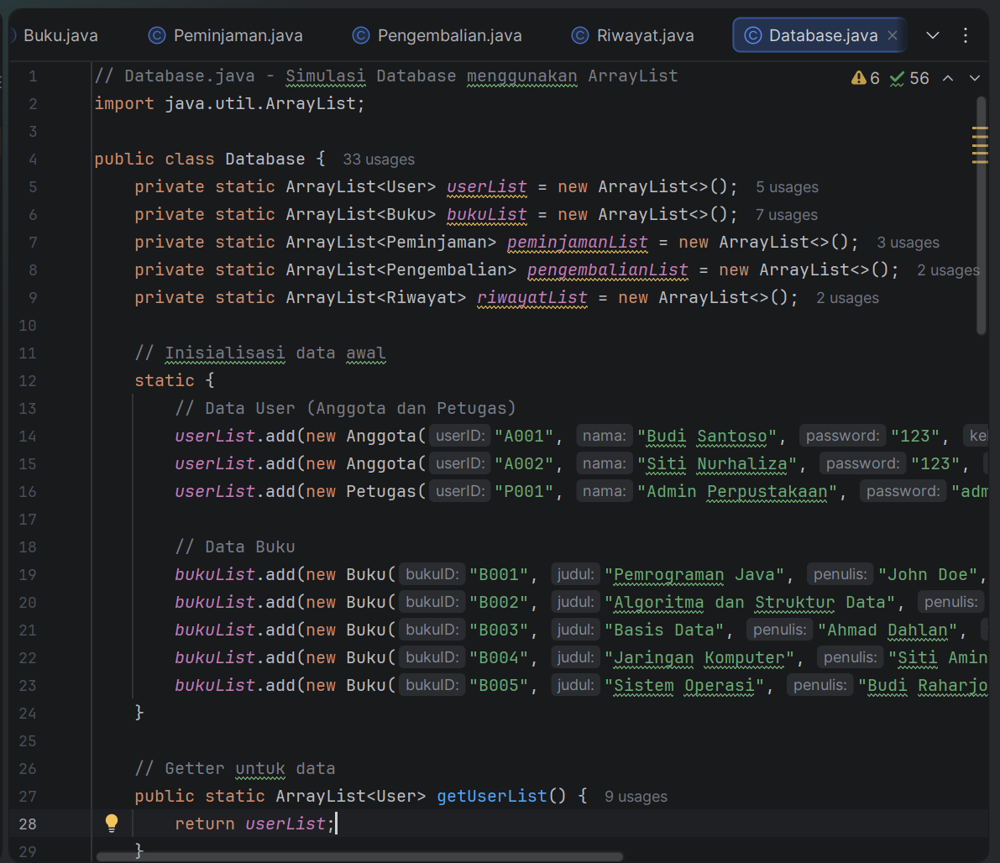 Buku.java Peminjaman.java Pengembalian.java Riwayat.java Database.java
6 56
1 // Database.java - Simulasi Database menggunakan ArrayList
2 import java.util.ArrayList;
3
4 public class Database { 33 usages
5 private static ArrayList<User> userList = new ArrayList<>(); 5 usages
6 private static ArrayList<Buku> bukuList = new ArrayList<>(); 7 usages
7 private static ArrayList<Peminjaman> peminjamanList = new ArrayList<>(); 3 usages
8 private static ArrayList<Pengembalian> pengembalianList = new ArrayList<>(); 2 usages
9 private static ArrayList<Riwayat> riwayatList = new ArrayList<>(); 2 usages
10
11 // Inisialisasi data awal
12 static {
13 // Data User (Anggota dan Petugas)
14 userList.add(new Anggota( userID: "A001", nama: "Budi Santoso", password: "123", kel
15 userList.add(new Anggota( userID: "A002", nama: "Siti Nurhaliza", password: "123",
16 userList.add(new Petugas( userID: "P001", nama: "Admin Perpustakaan", password: "adm
17
18 // Data Buku
19 bukuList.add(new Buku( bukuID: "B001", judul: "Pemrograman Java", penulis: "John Doe",
20 bukuList.add(new Buku( bukuID: "B002", judul: "Algoritma dan Struktur Data", penulis:
21 bukuList.add(new Buku( bukuID: "B003", judul: "Basis Data", penulis: "Ahmad Dahlan",
22 bukuList.add(new Buku( bukuID: "B004", judul: "Jaringan Komputer", penulis: "Siti Amin
23 bukuList.add(new Buku( bukuID: "B005", judul: "Sistem Operasi", penulis: "Budi Raharjo
24 }
25
26 // Getter untuk data
27 public static ArrayList<User> getUserList() { 9 usages
28 return userList;
29 }